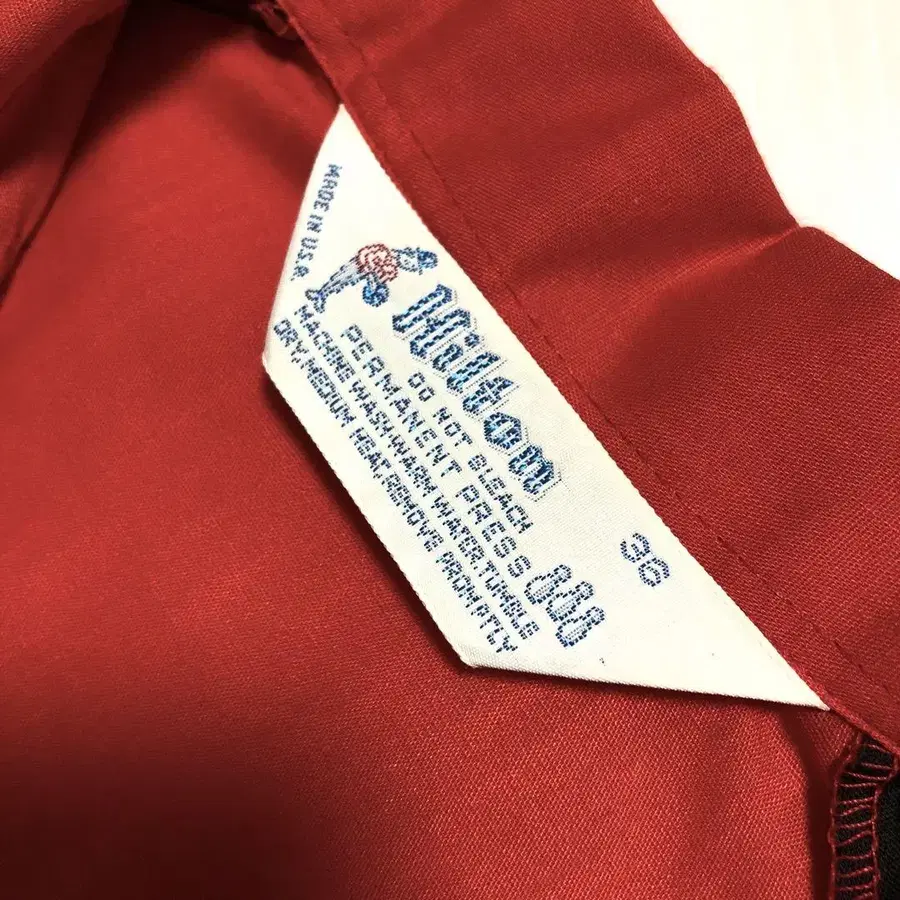 MADE IN U.S.A.
Hilton
36
DO NOT BLEACH
PERMANENT PRESS
MACHINE WASH WARM WATER TUMBLE
DRY MEDIUM HEAT REMOVE PROMPTLY